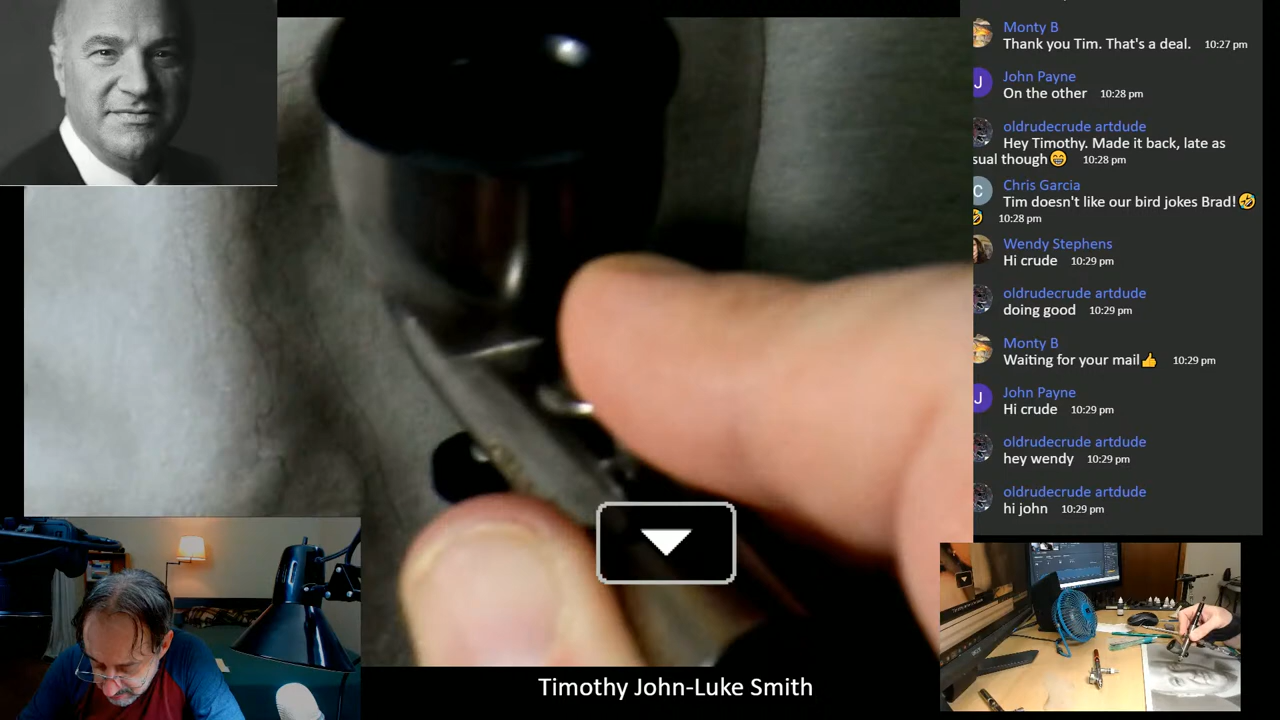 Monty B
Thank you Tim. That's a deal. 10:27 pm
John Payne
On the other 10:28 pm
oldrudecrude artdude
Hey Timothy. Made it back, late as
sual though😁 10:28 pm
Chris Garcia
Tim doesn't like our bird jokes Brad!🤣
🤣 10:28 pm
Wendy Stephens
Hi crude 10:29 pm
oldrudecrude artdude
doing good 10:29 pm
Monty B
Waiting for your mail👍 10:29 pm
John Payne
Hi crude 10:29 pm
oldrudecrude artdude
hey wendy 10:29 pm
oldrudecrude artdude
hi john 10:29 pm
Timothy John-Luke Smith